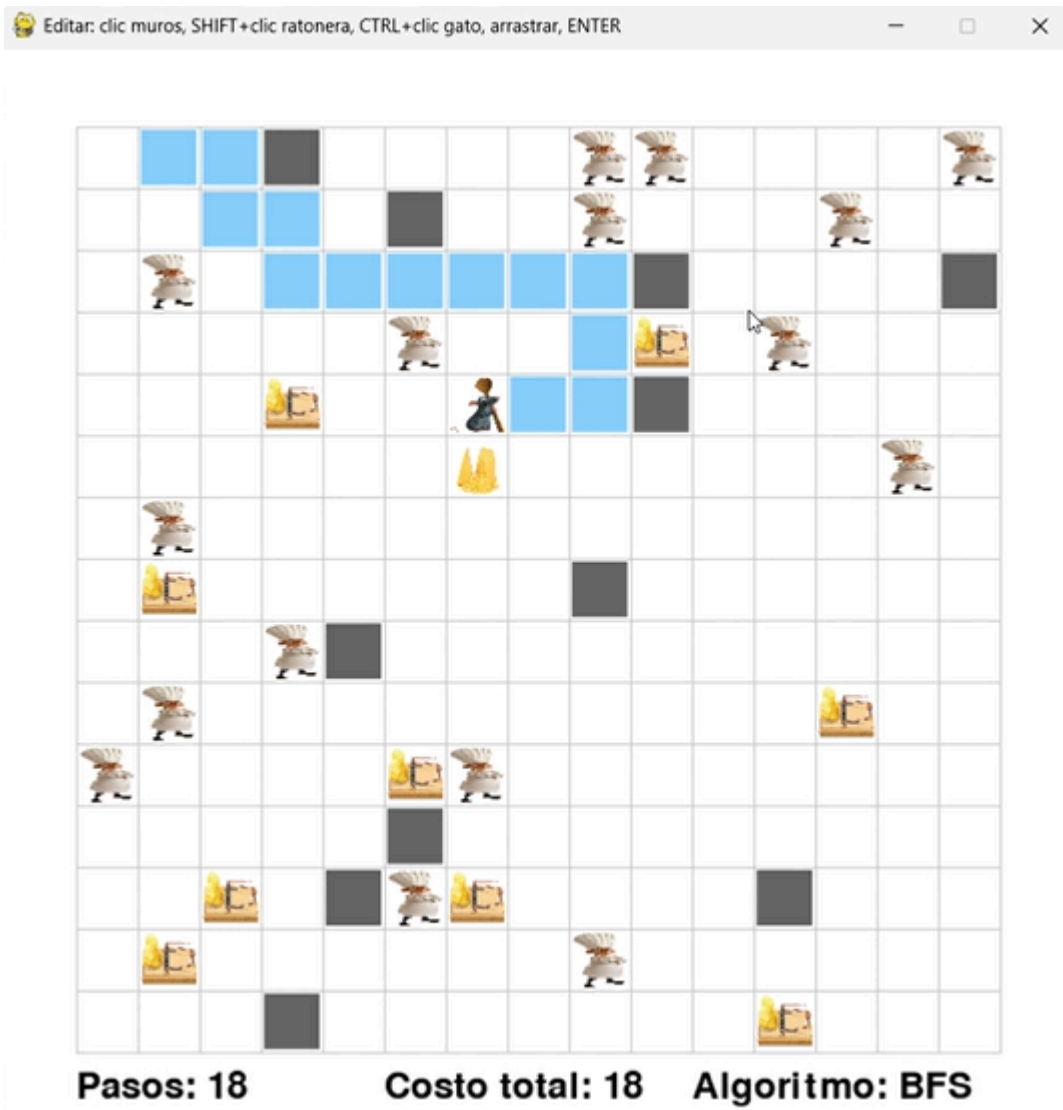 Editar: clic muros, SHIFT+clic ratonera, CTRL+clic gato, arrastrar, ENTER
Pasos: 18 Costo total: 18 Algoritmo: BFS